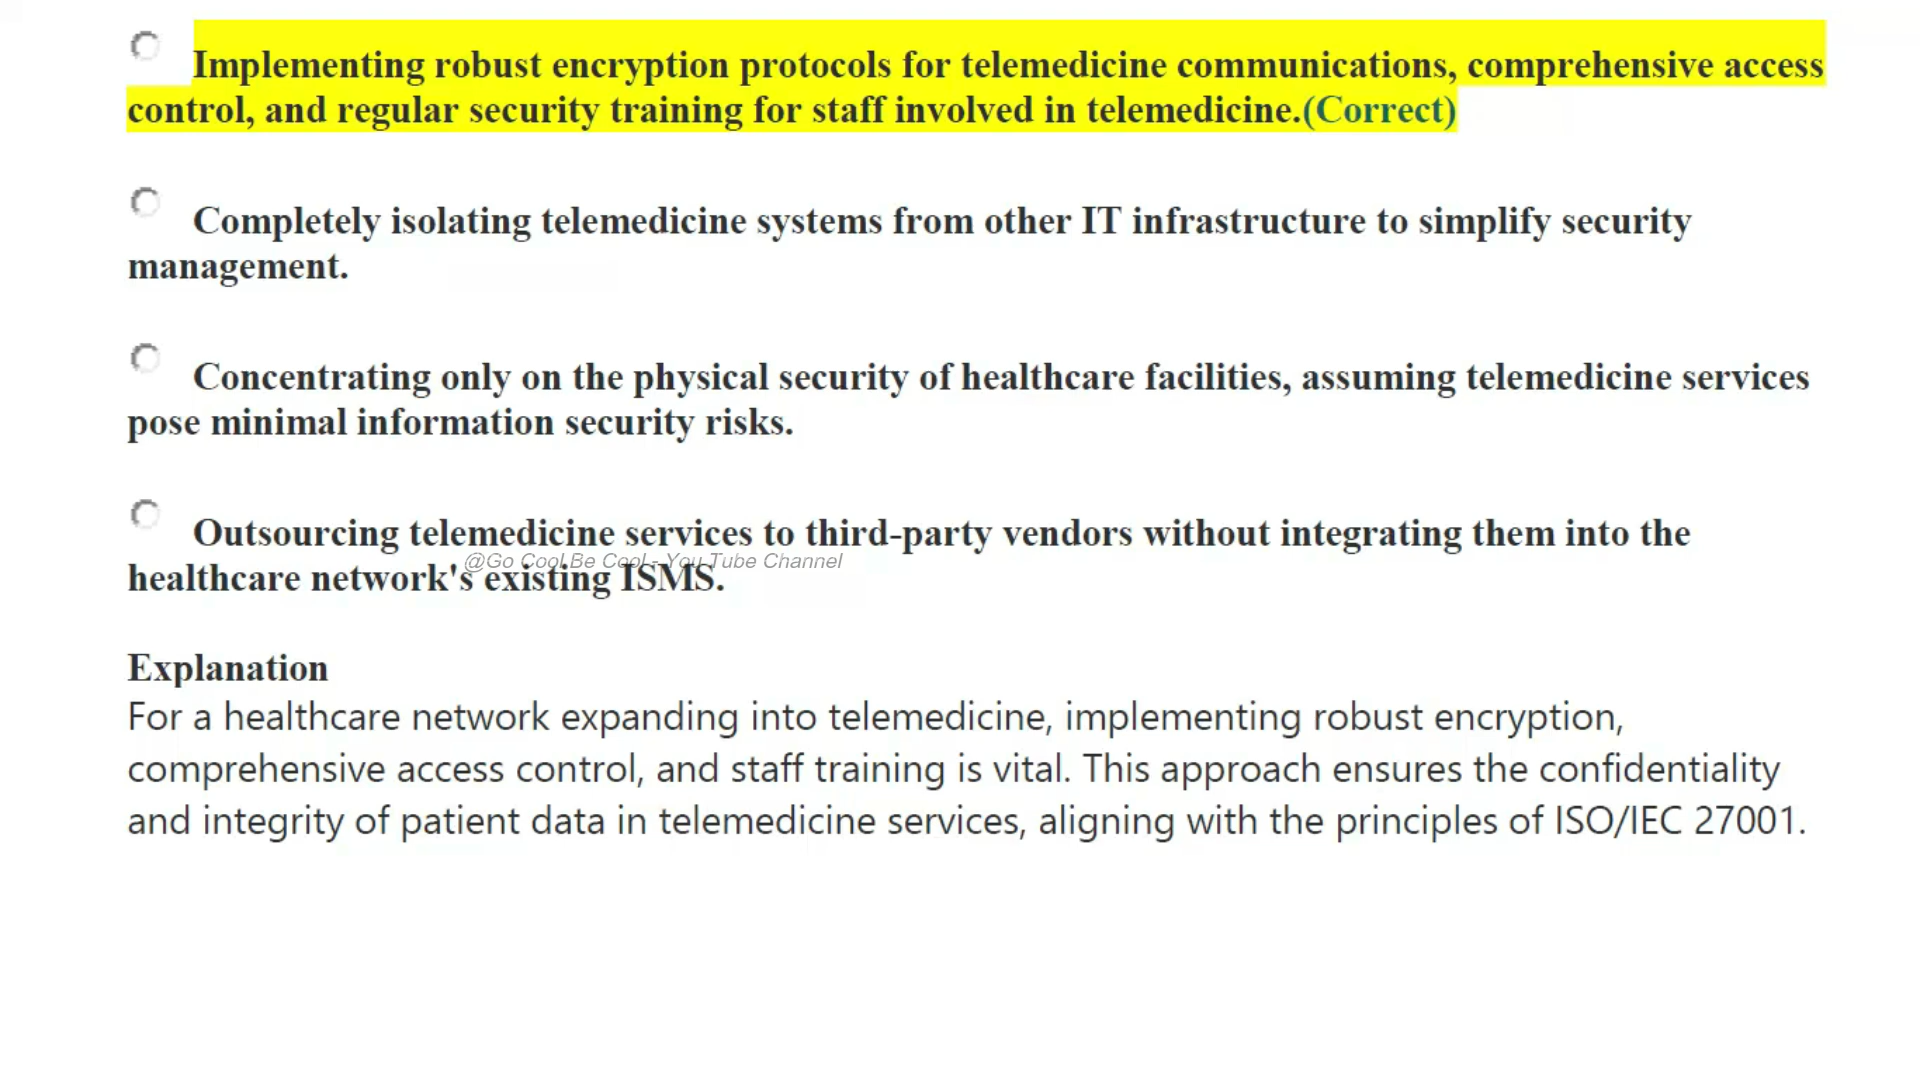 Implementing robust encryption protocols for telemedicine communications, comprehensive access
control, and regular security training for staff involved in telemedicine.(Correct)
Completely isolating telemedicine systems from other IT infrastructure to simplify security
management.
Concentrating only on the physical security of healthcare facilities, assuming telemedicine services
pose minimal information security risks.
Outsourcing telemedicine services to third-party vendors without integrating them into the
@Go Cool Be Cool - You Tube Channel
healthcare network's existing ISMS.
Explanation
For a healthcare network expanding into telemedicine, implementing robust encryption,
comprehensive access control, and staff training is vital. This approach ensures the confidentiality
and integrity of patient data in telemedicine services, aligning with the principles of ISO/IEC 27001.